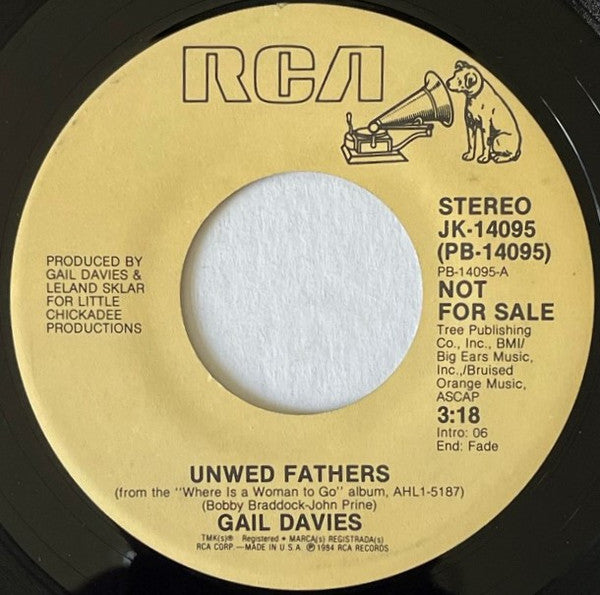 RCA
STEREO
JK-14095
(PB-14095)
PB-14095-A
NOT
FOR SALE
Tree Publishing
Co., Inc., BMI/
Big Ears Music,
Inc.,/Bruised
Orange Music,
ASCAP
3:18
Intro: 06
End: Fade
PRODUCED BY
GAIL DAVIES &
LELAND SKLAR
FOR LITTLE
CHICKADEE
PRODUCTIONS
UNWED FATHERS
(from the "Where Is a Woman to Go" album, AHL1-5187)
(Bobby Braddock-John Prine)
GAIL DAVIES
TMK(s)® Registered • MARCA(s) REGISTRADA(s)
RCA CORP—MADE IN U.S.A. ℗1984 RCA RECORDS